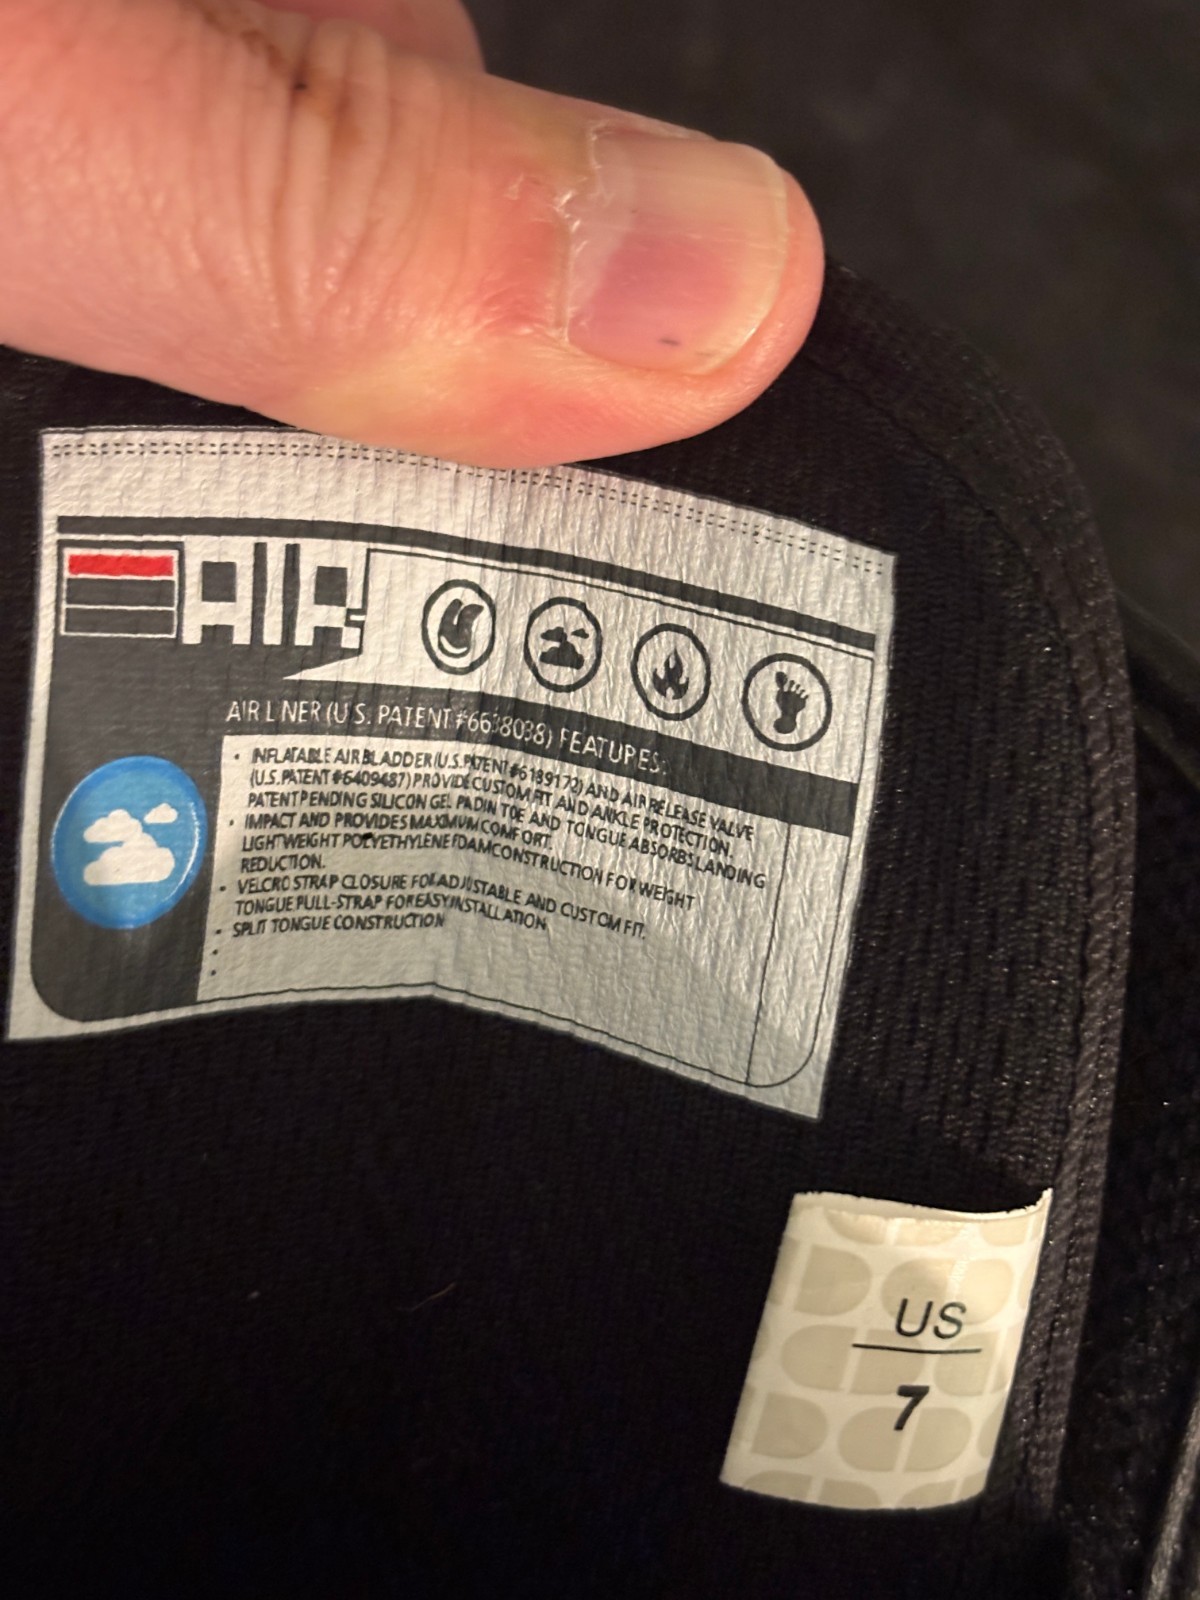 AIR
AIR LINER (U.S. PATENT #6638038) FEATURES:
• INFLATABLE AIR BLADDER (U.S. PATENT #6189172) AND AIR RELEASE VALVE
(U.S. PATENT #6409487) PROVIDE CUSTOM FIT AND ANKLE PROTECTION.
PATENT PENDING SILICON GEL PAD IN TOE AND TONGUE ABSORBS LANDING
• IMPACT AND PROVIDES MAXIMUM COMFORT.
LIGHTWEIGHT POLYETHYLENE FOAM CONSTRUCTION FOR WEIGHT
REDUCTION.
• VELCRO STRAP CLOSURE FOR ADJUSTABLE AND CUSTOM FIT.
TONGUE PULL-STRAP FOR EASY INSTALLATION
• SPLIT TONGUE CONSTRUCTION
•
•
US
7